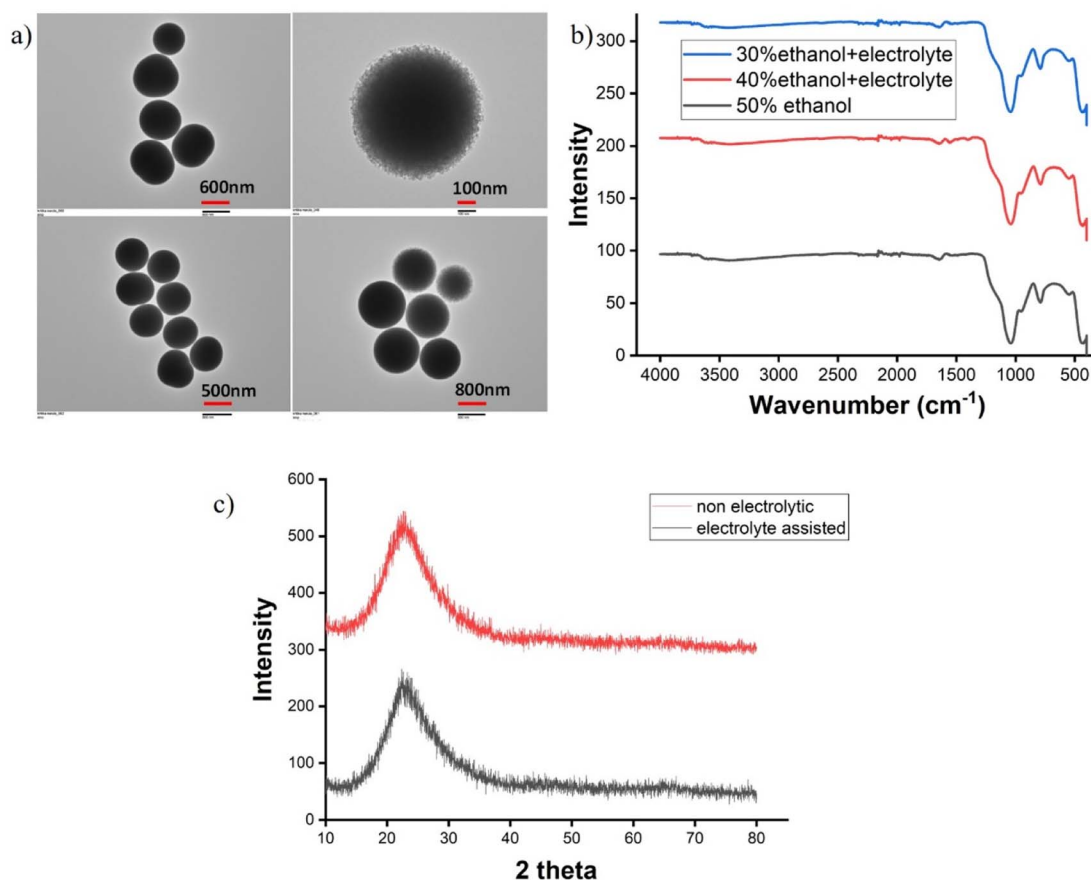 a)
600nm
100nm
500nm
800nm
b)
Intensity
300
250
200
150
100
50
0
30%ethanol+electrolyte
40%ethanol+electrolyte
50% ethanol
4000 3500 3000 2500 2000 1500 1000 500
Wavenumber (cm⁻¹)
c)
Intensity
600
500
400
300
200
100
0
non electrolytic
electrolyte assisted
10 20 30 40 50 60 70 80
2 theta